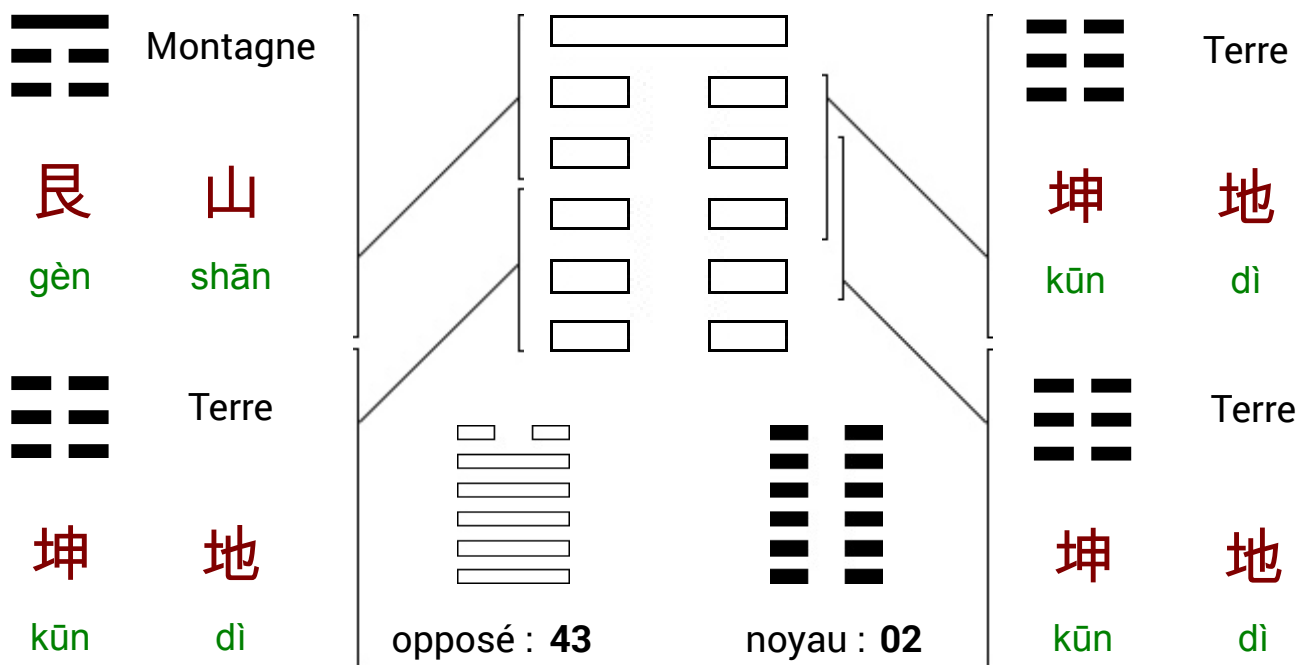 Montagne
艮 山
gèn shān
Terre
坤 地
kūn dì
Terre
坤 地
kūn dì
Terre
坤 地
kūn dì
opposé : 43
noyau : 02